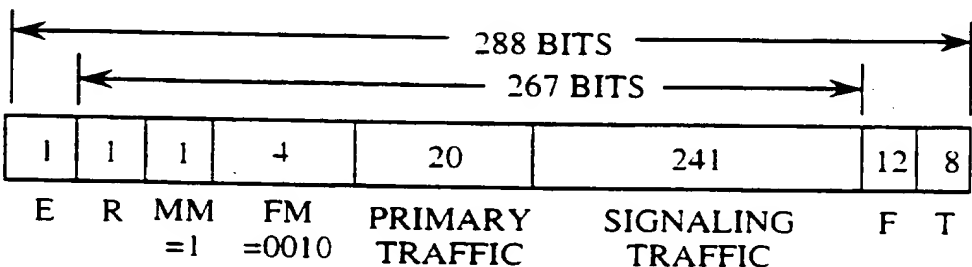 288 BITS
267 BITS
1 1 1 4 20 241 12 8
E R MM FM PRIMARY SIGNALING F T
=1 =0010 TRAFFIC TRAFFIC